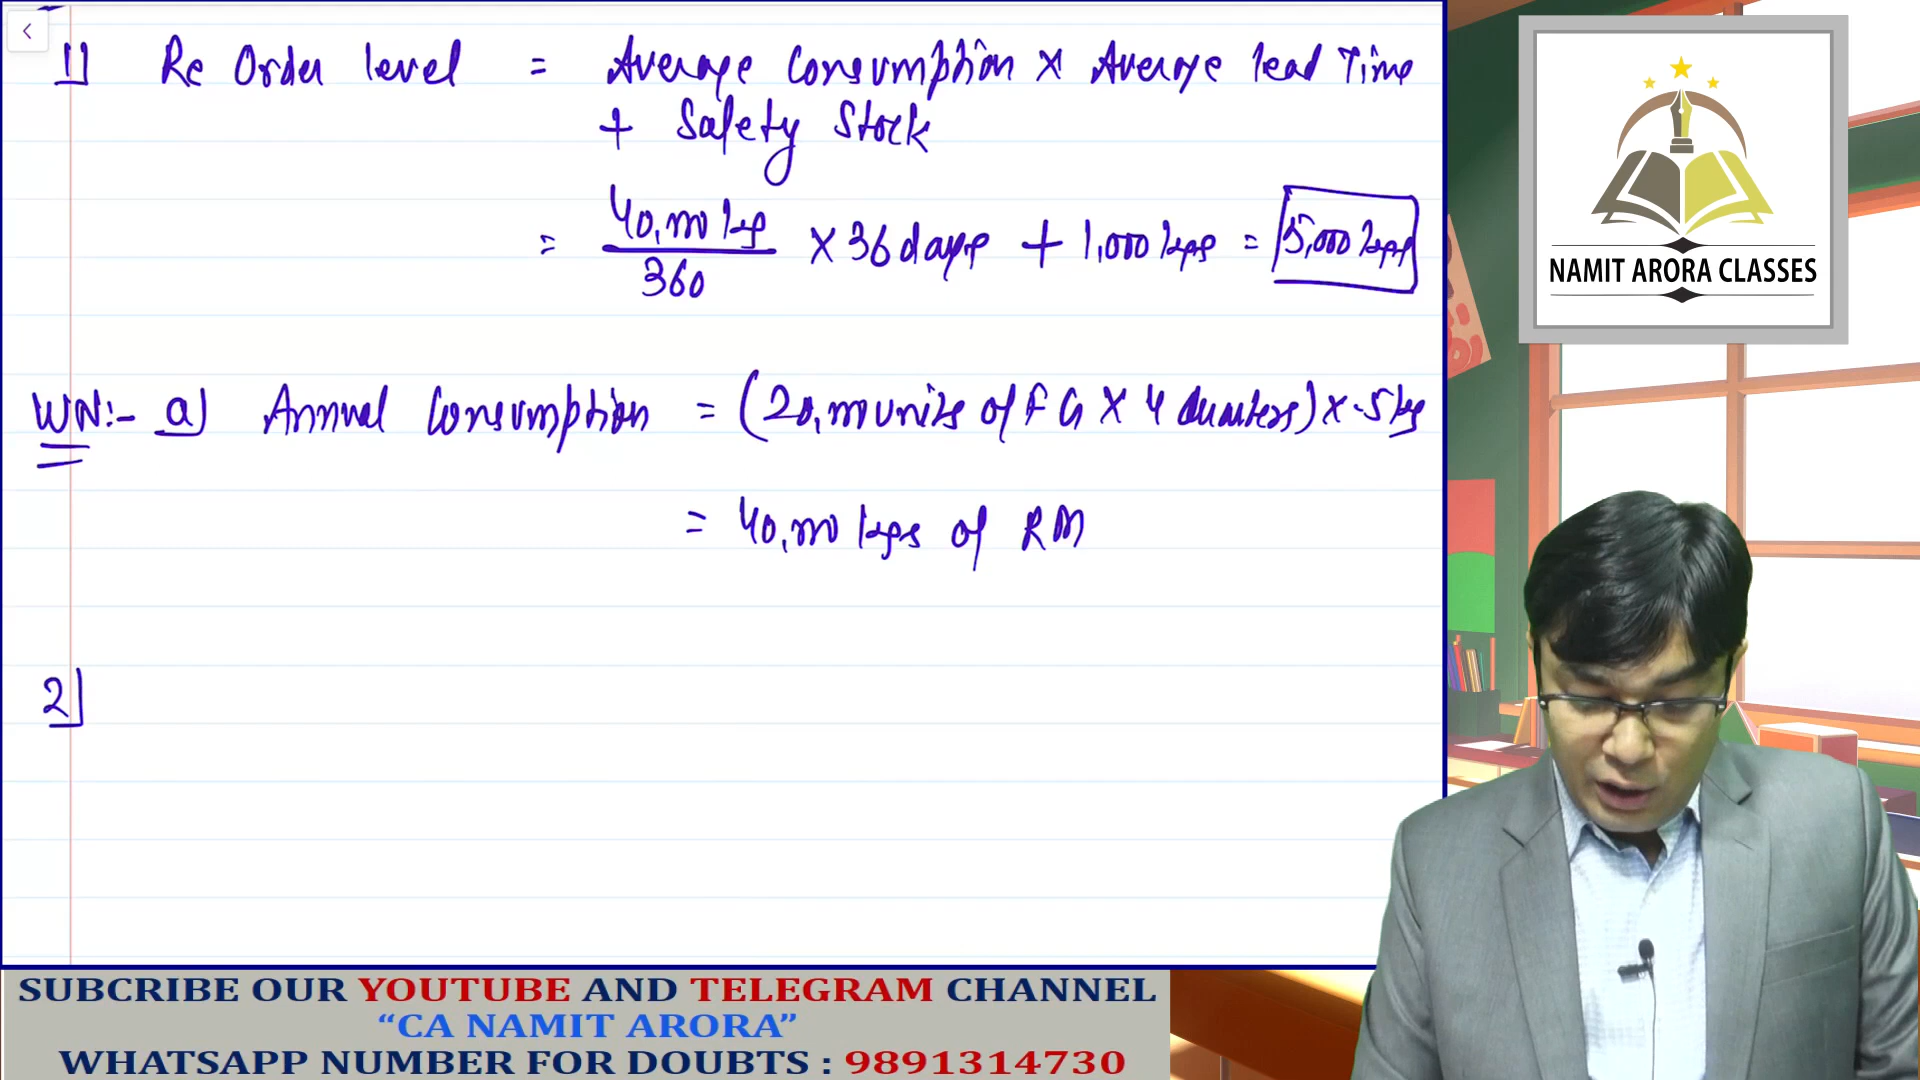 1] Re Order level = Average Consumption × Average lead Time
+ Safety Stock
= 40,000 kg / 360 × 36 days + 1,000 kgs = 5,000 kgs
WN:- a) Annual Consumption = (20,000 units of FG × 4 Quarters) × .5 kg
= 40,000 kgs of RM
2]
NAMIT ARORA CLASSES
SUBCRIBE OUR YOUTUBE AND TELEGRAM CHANNEL
“CA NAMIT ARORA”
WHATSAPP NUMBER FOR DOUBTS : 9891314730